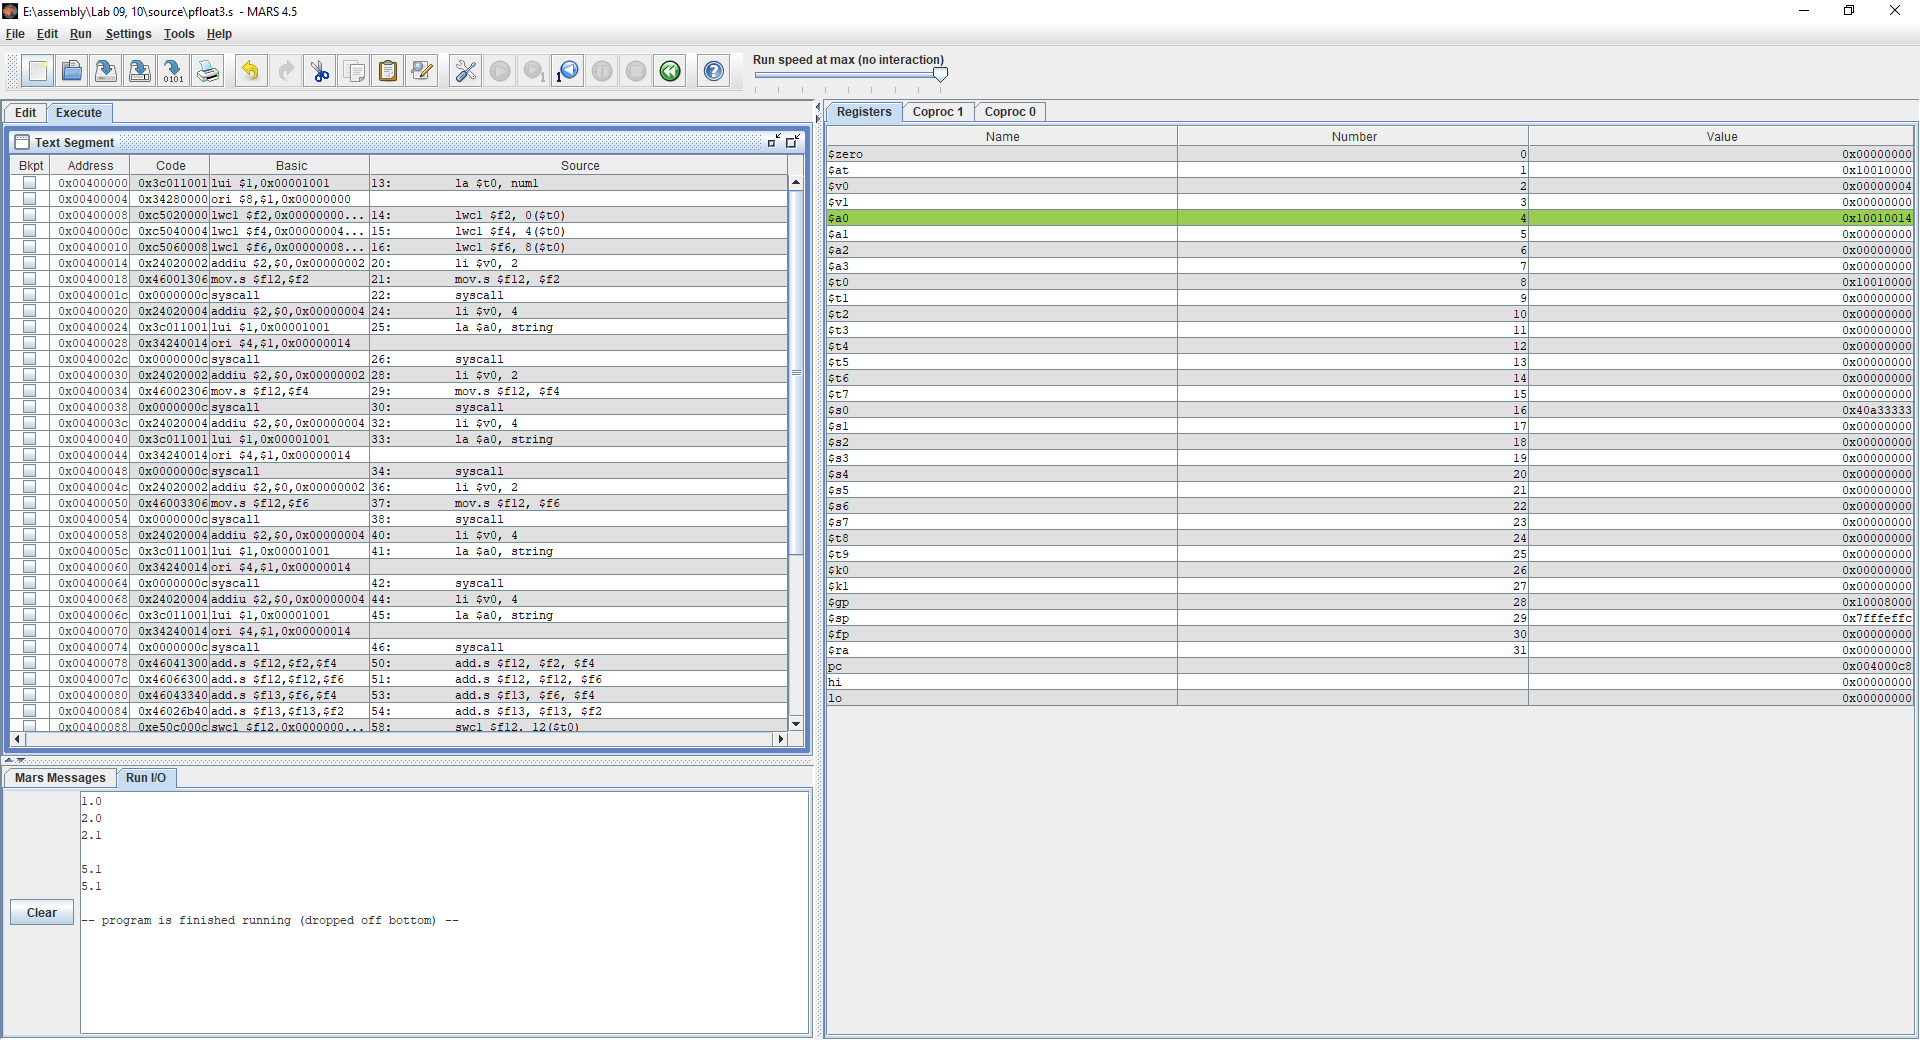 E:\assembly\Lab 09, 10\source\pfloat3.s - MARS 4.5
File Edit Run Settings Tools Help
Run speed at max (no interaction)
Edit Execute
Text Segment
Bkpt Address Code Basic Source
0x00400000 0x3c011001 lui $1,0x00001001 13: la $t0, num1
0x00400004 0x34280000 ori $8,$1,0x00000000
0x00400008 0xc5020000 lwc1 $f2,0x00000000... 14: lwc1 $f2, 0($t0)
0x0040000c 0xc5040004 lwc1 $f4,0x00000004... 15: lwc1 $f4, 4($t0)
0x00400010 0xc5060008 lwc1 $f6,0x00000008... 16: lwc1 $f6, 8($t0)
0x00400014 0x24020002 addiu $2,$0,0x00000002 20: li $v0, 2
0x00400018 0x46001306 mov.s $f12,$f2 21: mov.s $f12, $f2
0x0040001c 0x0000000c syscall 22: syscall
0x00400020 0x24020004 addiu $2,$0,0x00000004 24: li $v0, 4
0x00400024 0x3c011001 lui $1,0x00001001 25: la $a0, string
0x00400028 0x34240014 ori $4,$1,0x00000014
0x0040002c 0x0000000c syscall 26: syscall
0x00400030 0x24020002 addiu $2,$0,0x00000002 28: li $v0, 2
0x00400034 0x46002306 mov.s $f12,$f4 29: mov.s $f12, $f4
0x00400038 0x0000000c syscall 30: syscall
0x0040003c 0x24020004 addiu $2,$0,0x00000004 32: li $v0, 4
0x00400040 0x3c011001 lui $1,0x00001001 33: la $a0, string
0x00400044 0x34240014 ori $4,$1,0x00000014
0x00400048 0x0000000c syscall 34: syscall
0x0040004c 0x24020002 addiu $2,$0,0x00000002 36: li $v0, 2
0x00400050 0x46003306 mov.s $f12,$f6 37: mov.s $f12, $f6
0x00400054 0x0000000c syscall 38: syscall
0x00400058 0x24020004 addiu $2,$0,0x00000004 40: li $v0, 4
0x0040005c 0x3c011001 lui $1,0x00001001 41: la $a0, string
0x00400060 0x34240014 ori $4,$1,0x00000014
0x00400064 0x0000000c syscall 42: syscall
0x00400068 0x24020004 addiu $2,$0,0x00000004 44: li $v0, 4
0x0040006c 0x3c011001 lui $1,0x00001001 45: la $a0, string
0x00400070 0x34240014 ori $4,$1,0x00000014
0x00400074 0x0000000c syscall 46: syscall
0x00400078 0x46041300 add.s $f12,$f2,$f4 50: add.s $f12, $f2, $f4
0x0040007c 0x46066300 add.s $f12,$f12,$f6 51: add.s $f12, $f12, $f6
0x00400080 0x46043340 add.s $f13,$f6,$f4 53: add.s $f13, $f6, $f4
0x00400084 0x46026b40 add.s $f13,$f13,$f2 54: add.s $f13, $f13, $f2
0x00400088 0xe50c000c swc1 $f12,0x0000000... 58: swc1 $f12, 12($t0)
Mars Messages Run I/O
1.0
2.0
2.1
5.1
5.1
-- program is finished running (dropped off bottom) --
Clear
Registers Coproc 1 Coproc 0
Name Number Value
$zero 0 0x00000000
$at 1 0x10010000
$v0 2 0x00000004
$v1 3 0x00000000
$a0 4 0x10010014
$a1 5 0x00000000
$a2 6 0x00000000
$a3 7 0x00000000
$t0 8 0x10010000
$t1 9 0x00000000
$t2 10 0x00000000
$t3 11 0x00000000
$t4 12 0x00000000
$t5 13 0x00000000
$t6 14 0x00000000
$t7 15 0x00000000
$s0 16 0x40a33333
$s1 17 0x00000000
$s2 18 0x00000000
$s3 19 0x00000000
$s4 20 0x00000000
$s5 21 0x00000000
$s6 22 0x00000000
$s7 23 0x00000000
$t8 24 0x00000000
$t9 25 0x00000000
$k0 26 0x00000000
$k1 27 0x00000000
$gp 28 0x10008000
$sp 29 0x7fffeffc
$fp 30 0x00000000
$ra 31 0x00000000
pc 0x004000c8
hi 0x00000000
lo 0x00000000